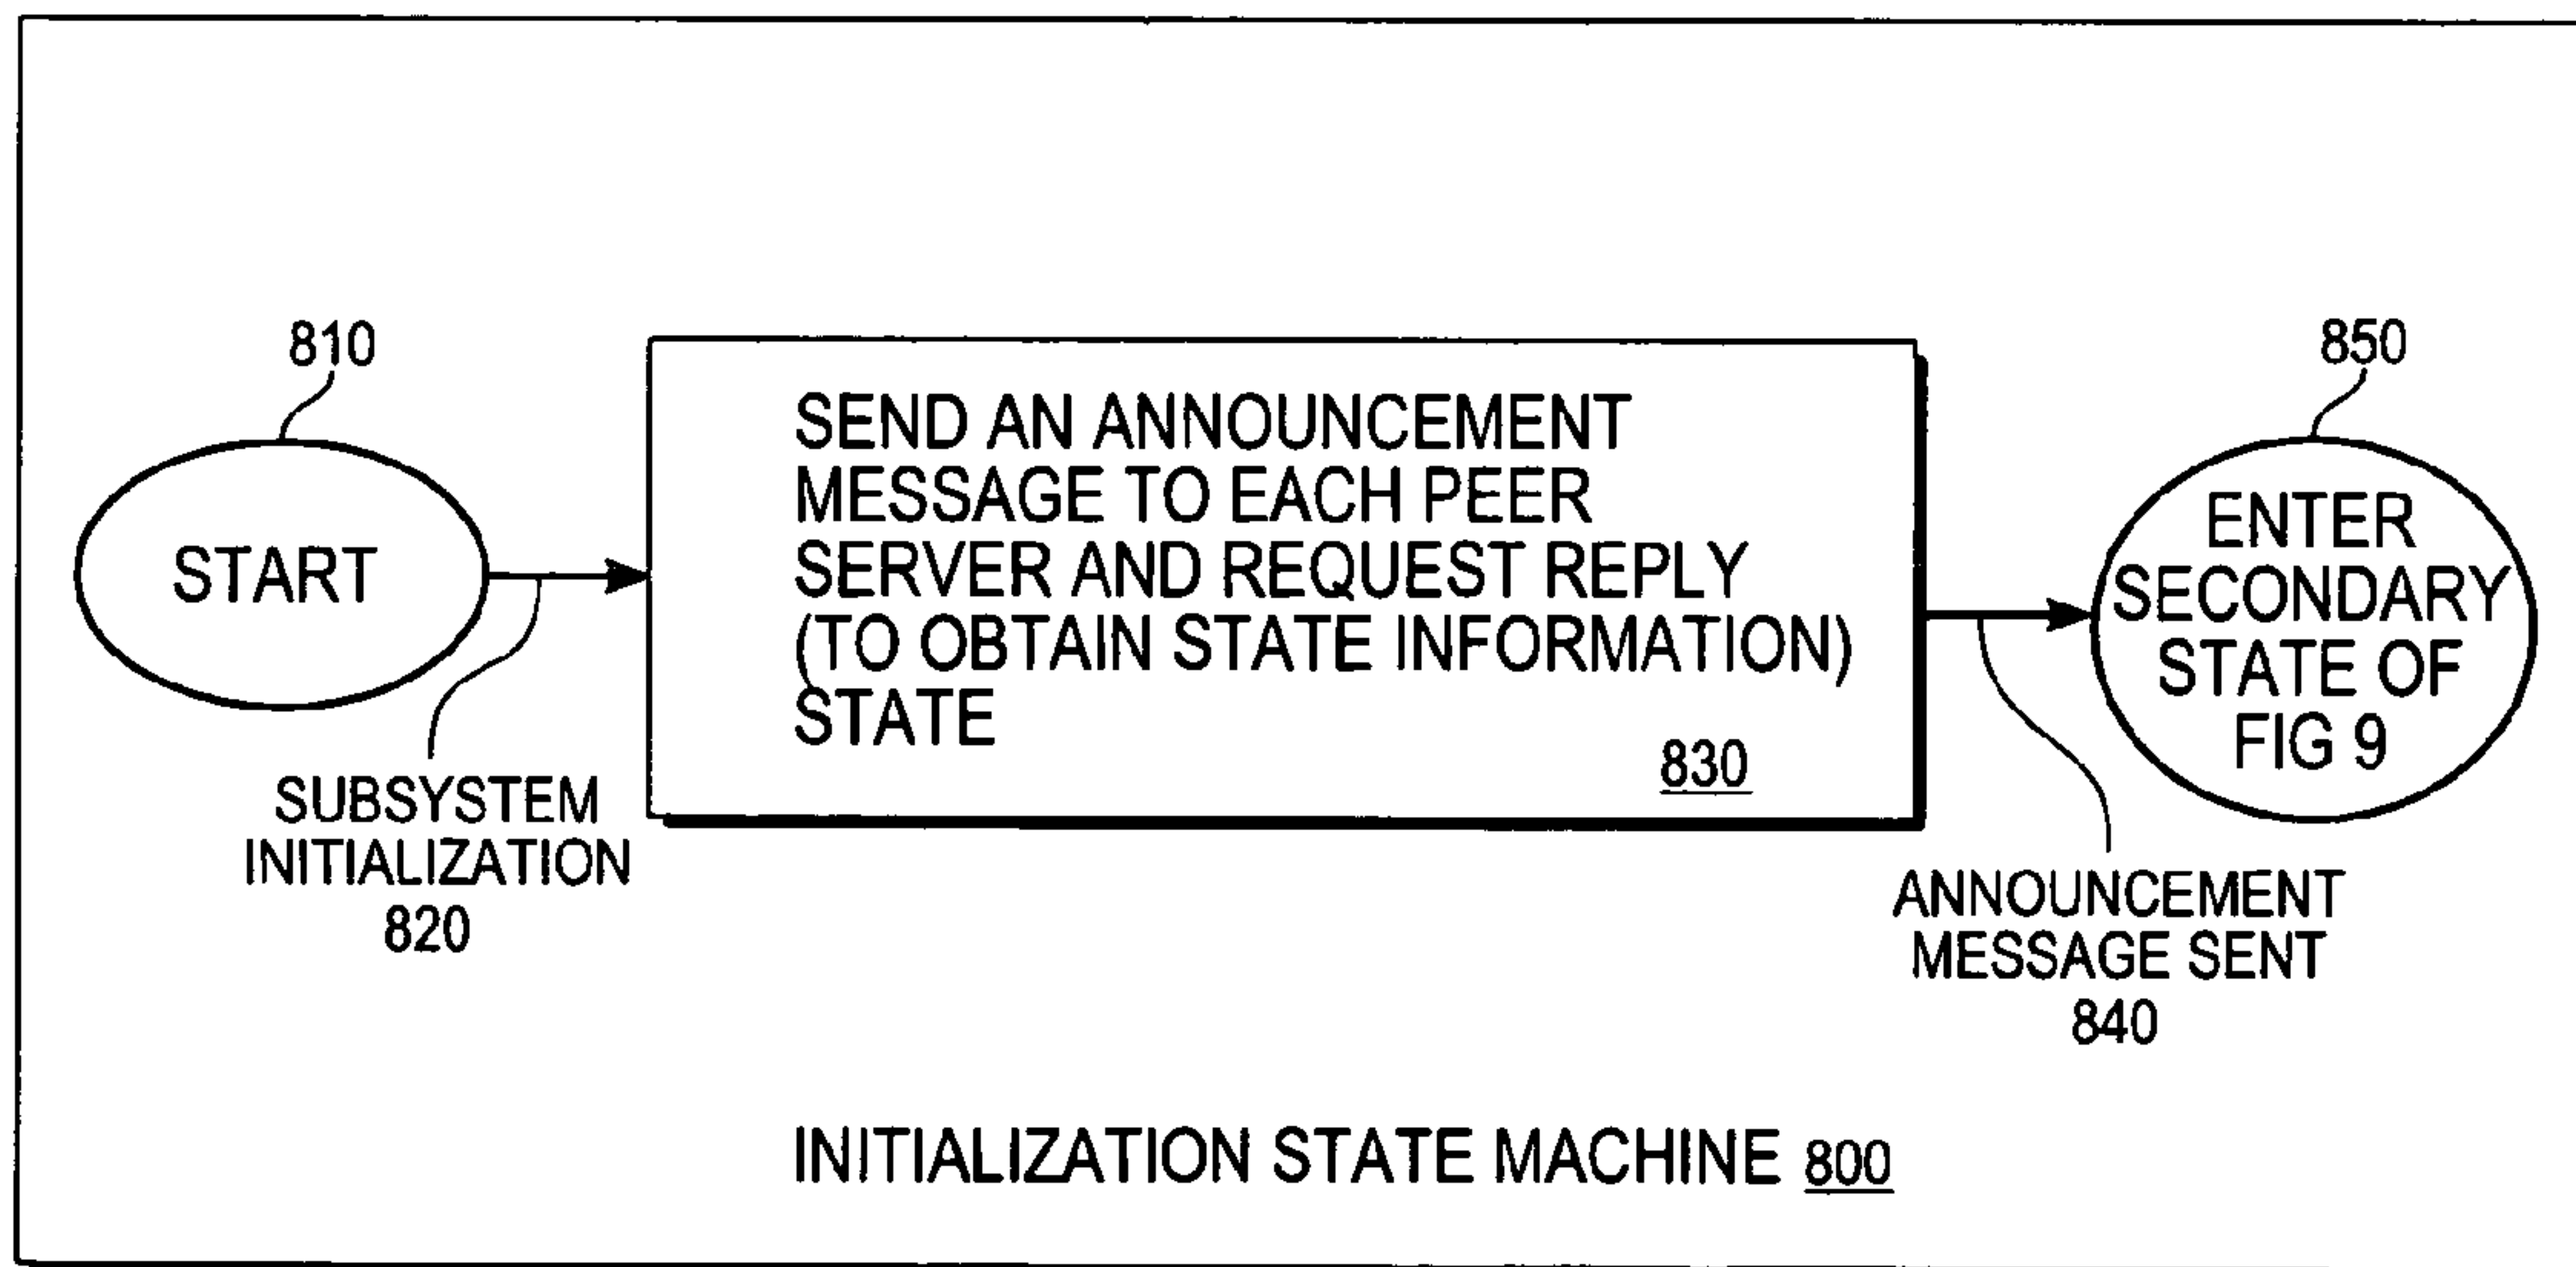 810
START
SUBSYSTEM
INITIALIZATION
820
SEND AN ANNOUNCEMENT
MESSAGE TO EACH PEER
SERVER AND REQUEST REPLY
(TO OBTAIN STATE INFORMATION)
STATE
830
850
ENTER
SECONDARY
STATE OF
FIG 9
ANNOUNCEMENT
MESSAGE SENT
840
INITIALIZATION STATE MACHINE 800